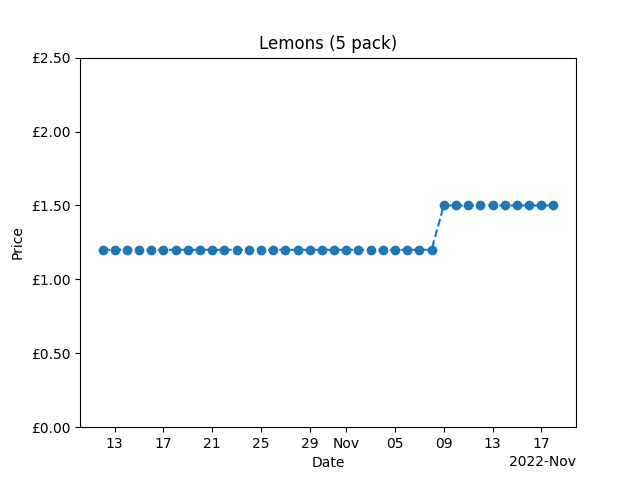 Lemons (5 pack)
£2.50
£2.00
£1.50
£1.00
£0.50
£0.00
Price
13 17 21 25 29 Nov 05 09 13 17
Date
2022-Nov